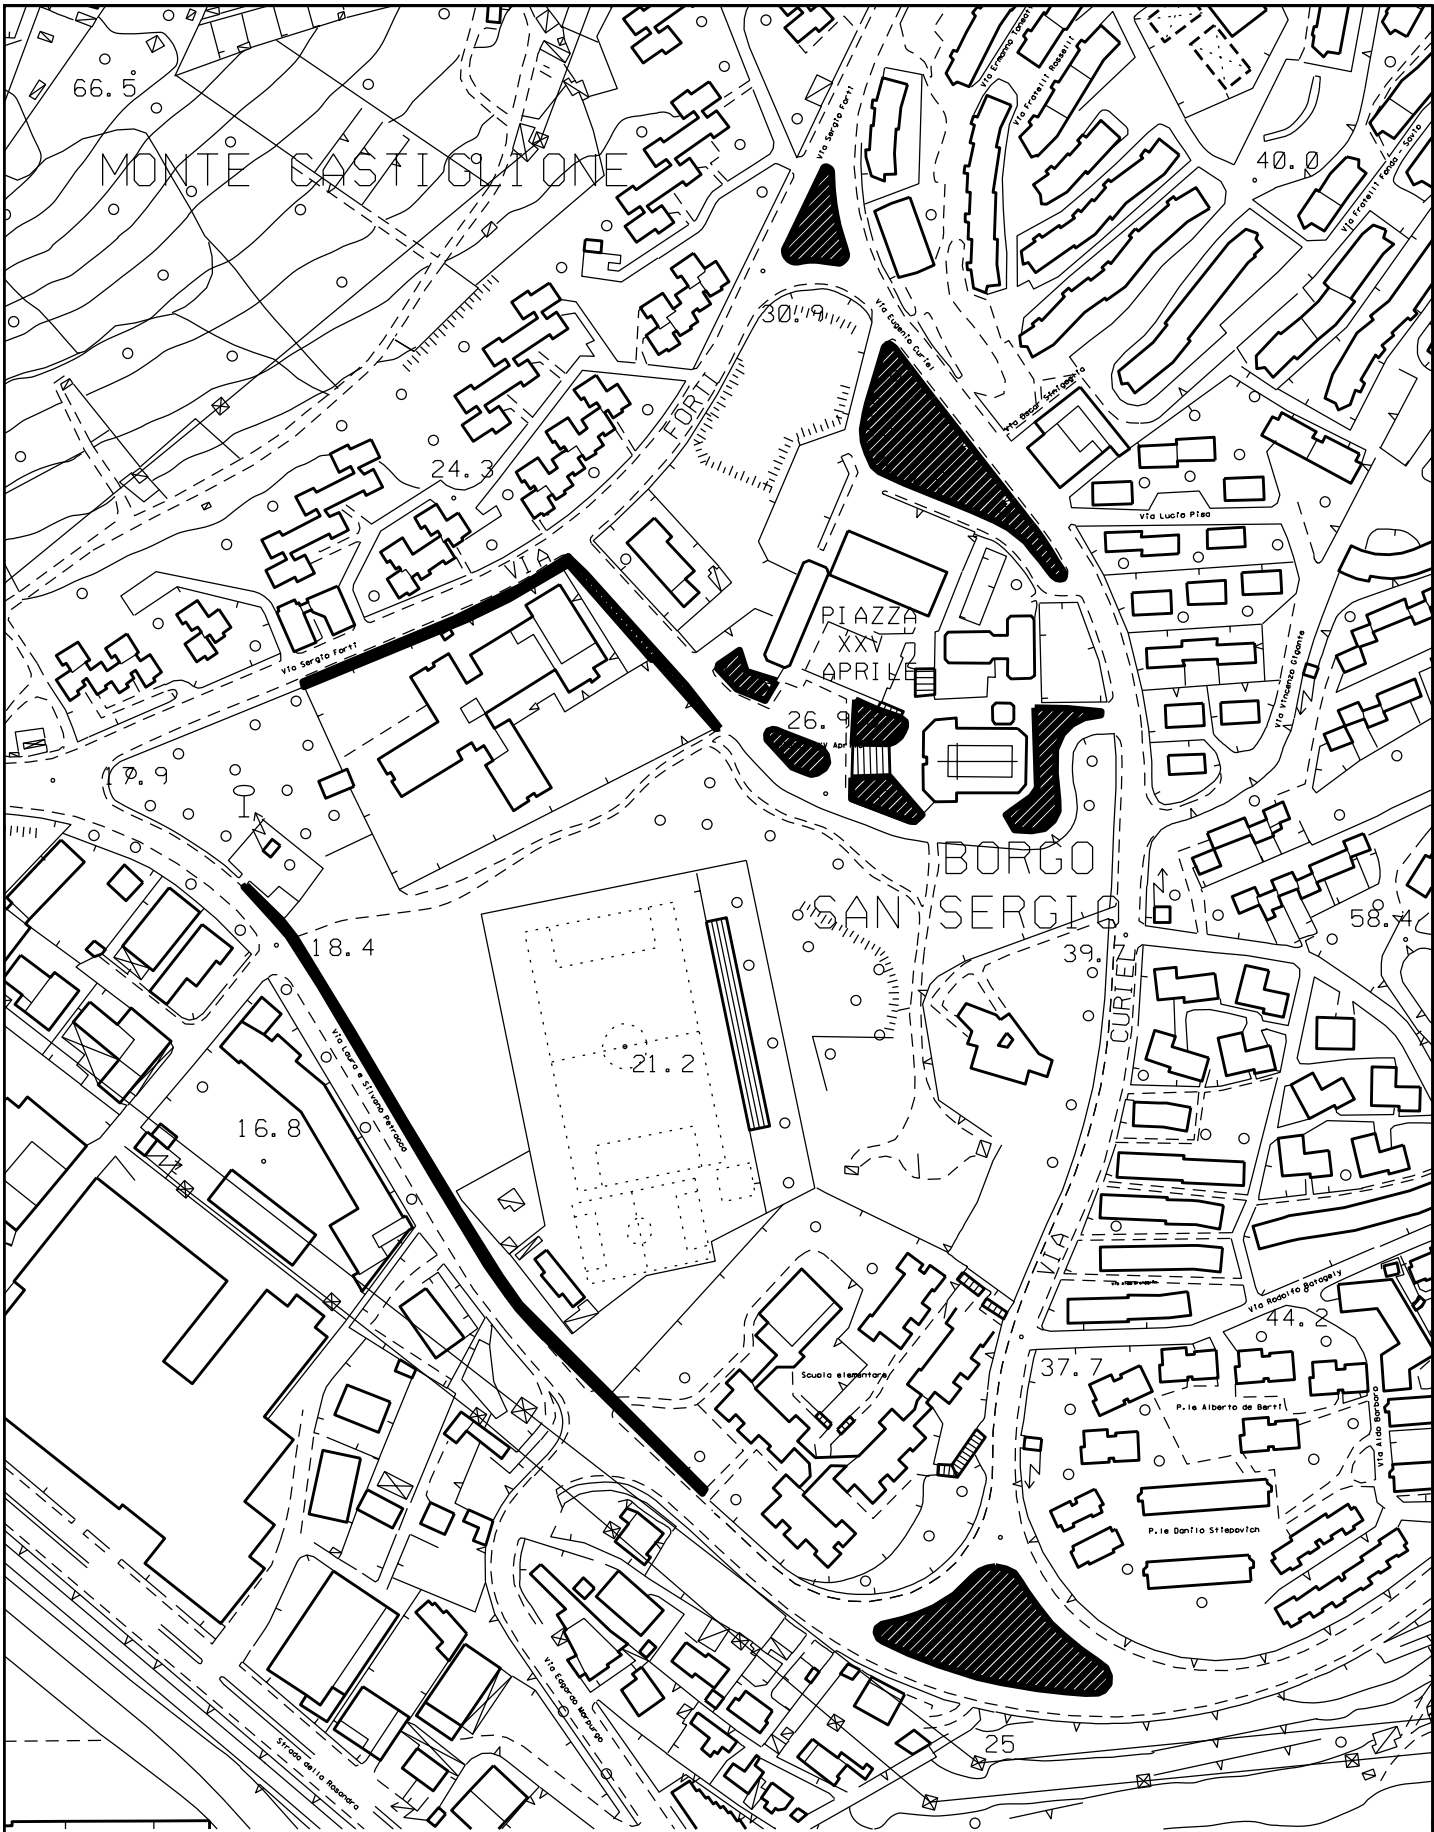 66.5
MONTE CASTIGLIONE
Via Sergio Forti
Via Fratelli Rosselli
40.0
Via Fratelli Fonda - Savio
30.9
Via Eugenio Curiel
FORTI
24.3
VIA
Via Lucio Pisa
PIAZZA
XXV
APRILE
Via Sergio Forti
Via Vincenzo Gigante
26.9
17.9
BORGO
SAN SERGIO
58.4
18.4
39.7
CURIEL
Via Laura e Silvano Petracco
21.2
16.8
VIA
Via Rodolfo Batagely
44.2
37.7
Scuola elementare
P.le Alberto de Berti
Via Aldo Barbaro
P.le Danilo Stiepovich
Via Edgardo Morpurgo
25
Strada della Rosandra